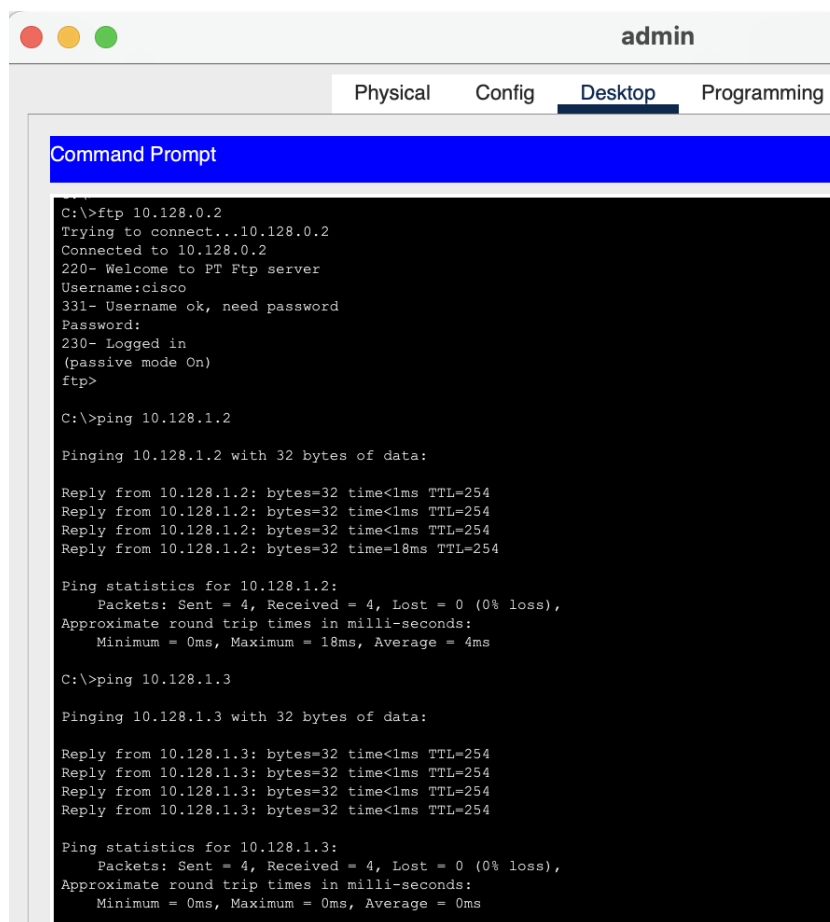 admin
Physical Config Desktop Programming
Command Prompt
C:\>ftp 10.128.0.2
Trying to connect...10.128.0.2
Connected to 10.128.0.2
220- Welcome to PT Ftp server
Username:cisco
331- Username ok, need password
Password:
230- Logged in
(passive mode On)
ftp>
C:\>ping 10.128.1.2
Pinging 10.128.1.2 with 32 bytes of data:
Reply from 10.128.1.2: bytes=32 time<1ms TTL=254
Reply from 10.128.1.2: bytes=32 time<1ms TTL=254
Reply from 10.128.1.2: bytes=32 time<1ms TTL=254
Reply from 10.128.1.2: bytes=32 time=18ms TTL=254
Ping statistics for 10.128.1.2:
Packets: Sent = 4, Received = 4, Lost = 0 (0% loss),
Approximate round trip times in milli-seconds:
Minimum = 0ms, Maximum = 18ms, Average = 4ms
C:\>ping 10.128.1.3
Pinging 10.128.1.3 with 32 bytes of data:
Reply from 10.128.1.3: bytes=32 time<1ms TTL=254
Reply from 10.128.1.3: bytes=32 time<1ms TTL=254
Reply from 10.128.1.3: bytes=32 time<1ms TTL=254
Reply from 10.128.1.3: bytes=32 time<1ms TTL=254
Ping statistics for 10.128.1.3:
Packets: Sent = 4, Received = 4, Lost = 0 (0% loss),
Approximate round trip times in milli-seconds:
Minimum = 0ms, Maximum = 0ms, Average = 0ms